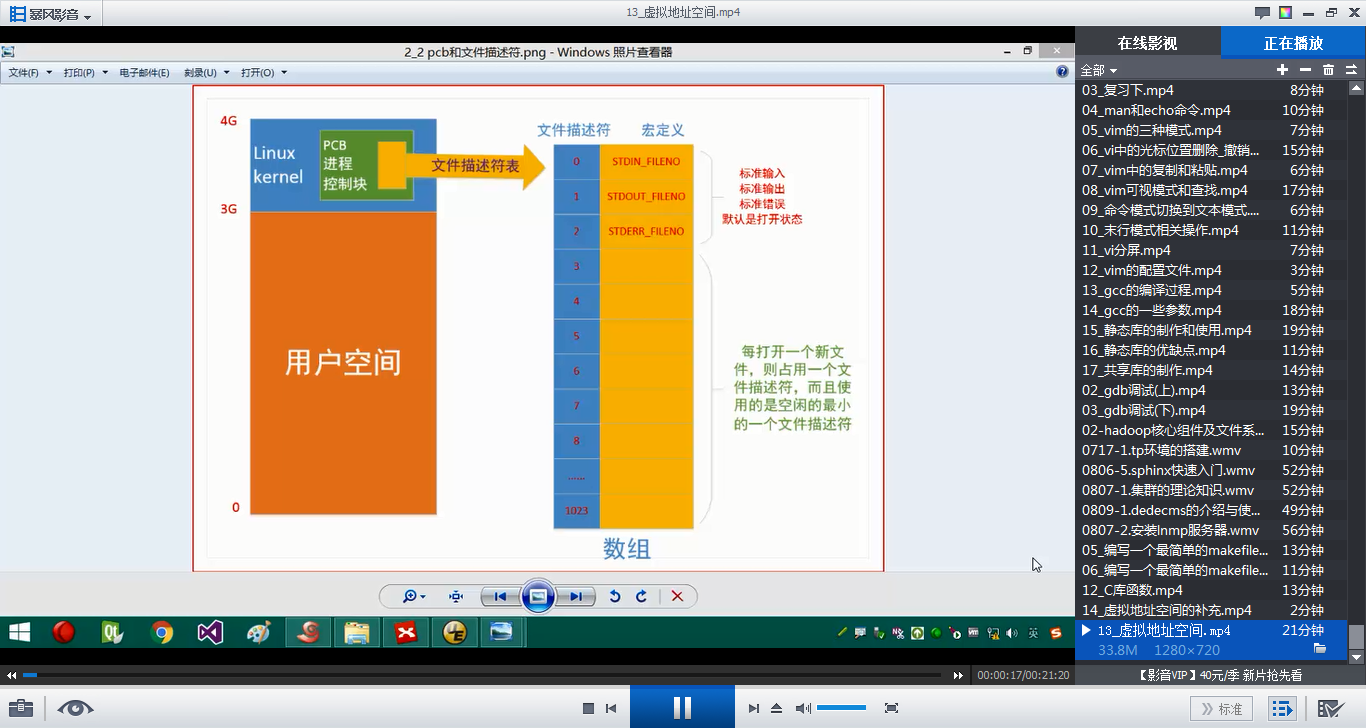 暴风影音
13_虚拟地址空间.mp4
2_2 pcb和文件描述符.png - Windows 照片查看器
文件(F) 打印(P) 电子邮件(E) 刻录(U) 打开(O)
4G
Linux
kernel
PCB
进程
控制块
文件描述符表
3G
用户空间
0
文件描述符 宏定义
0 STDIN_FILENO
1 STDOUT_FILENO
2 STDERR_FILENO
3
4
5
6
7
8
......
1023
数组
标准输入
标准输出
标准错误
默认是打开状态
每打开一个新文
件，则占用一个文
件描述符，而且使
用的是空闲的最小
的一个文件描述符
英
在线影视 正在播放
全部
03_复习下.mp4 8分钟
04_man和echo命令.mp4 10分钟
05_vim的三种模式.mp4 7分钟
06_vi中的光标位置删除_撤销... 15分钟
07_vim中的复制和粘贴.mp4 6分钟
08_vim可视模式和查找.mp4 17分钟
09_命令模式切换到文本模式.... 6分钟
10_末行模式相关操作.mp4 11分钟
11_vi分屏.mp4 7分钟
12_vim的配置文件.mp4 3分钟
13_gcc的编译过程.mp4 5分钟
14_gcc的一些参数.mp4 18分钟
15_静态库的制作和使用.mp4 19分钟
16_静态库的优缺点.mp4 11分钟
17_共享库的制作.mp4 14分钟
02_gdb调试(上).mp4 13分钟
03_gdb调试(下).mp4 19分钟
02-hadoop核心组件及文件系... 15分钟
0717-1.tp环境的搭建.wmv 10分钟
0806-5.sphinx快速入门.wmv 52分钟
0807-1.集群的理论知识.wmv 52分钟
0809-1.dedecms的介绍与使... 49分钟
0807-2.安装lnmp服务器.wmv 56分钟
05_编写一个最简单的makefile... 13分钟
06_编写一个最简单的makefile... 11分钟
12_C库函数.mp4 13分钟
14_虚拟地址空间的补充.mp4 2分钟
13_虚拟地址空间.mp4 21分钟
33.8M 1280×720
00:00:17/00:21:20
【影音VIP】40元/季 新片抢先看
标准